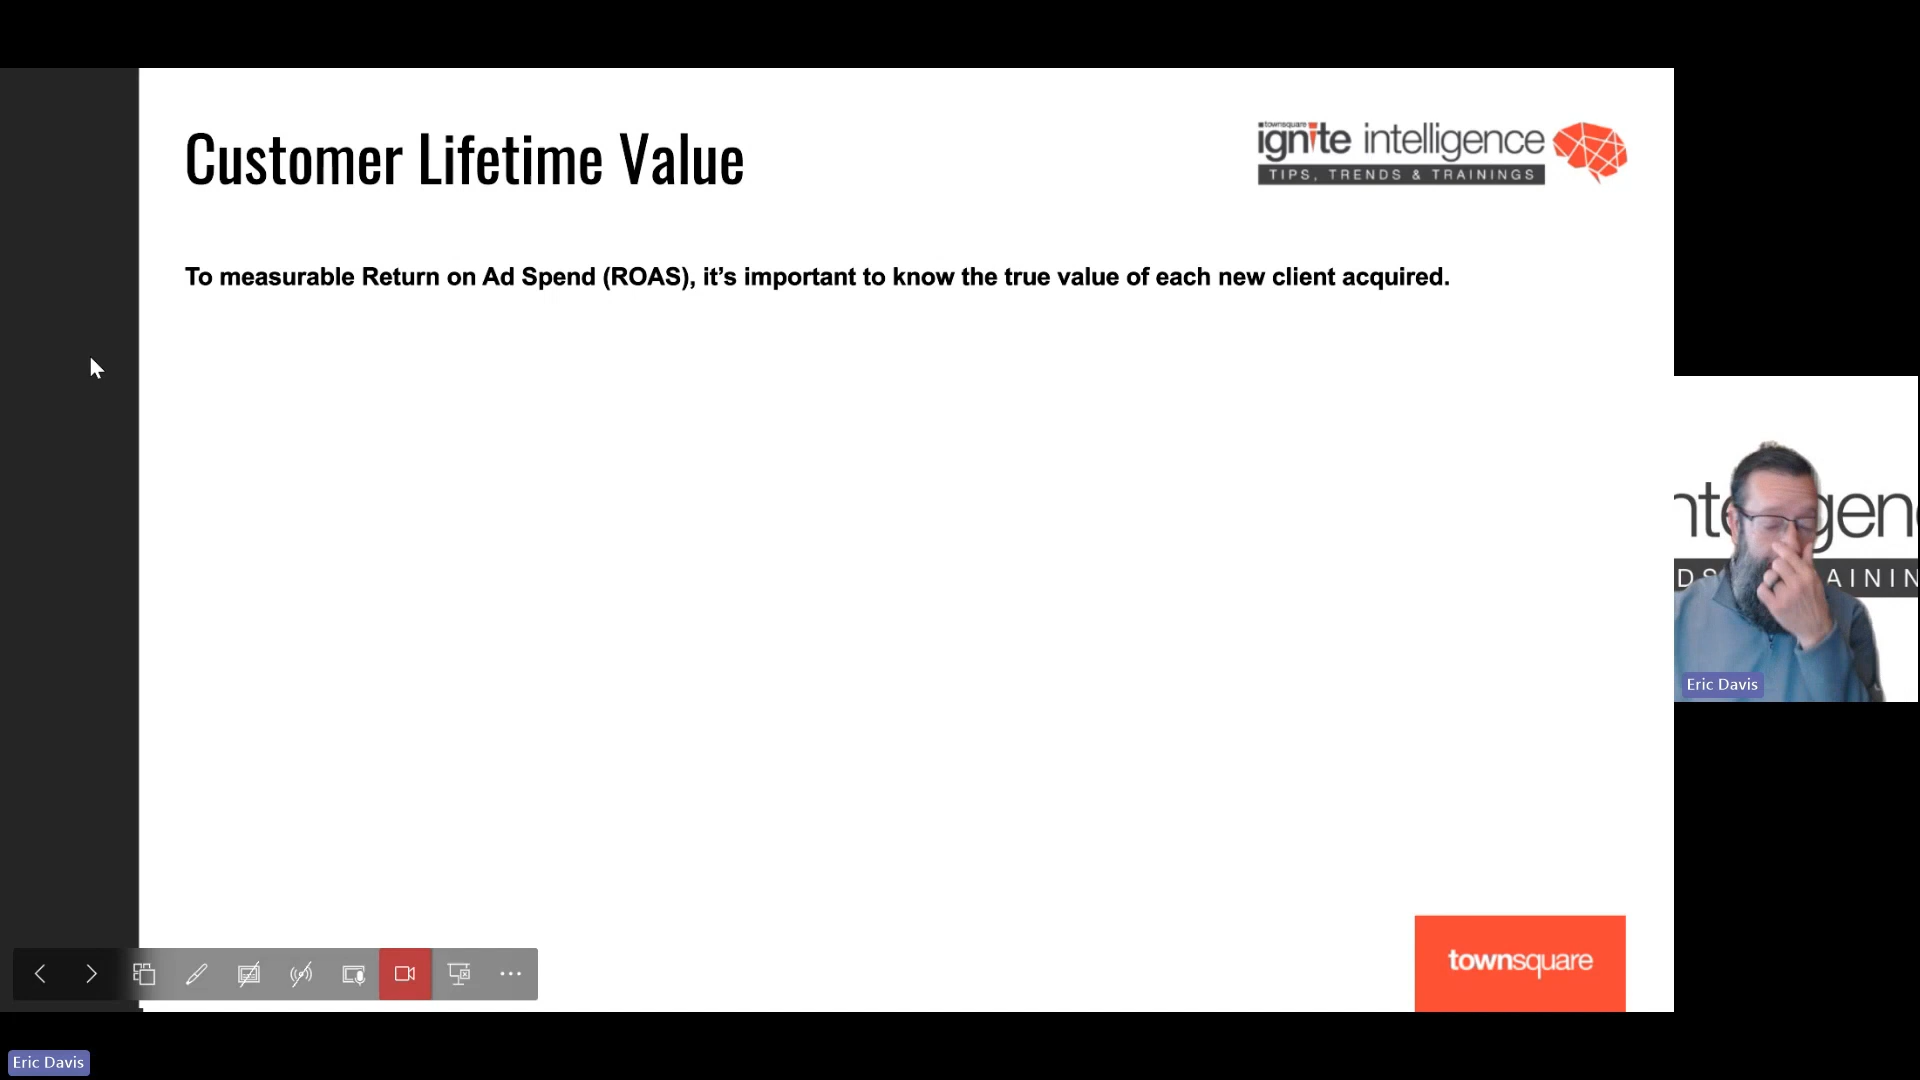 Customer Lifetime Value
townsquare
ignite intelligence
TIPS, TRENDS & TRAININGS
To measurable Return on Ad Spend (ROAS), it’s important to know the true value of each new client acquired.
Eric Davis
townsquare
Eric Davis